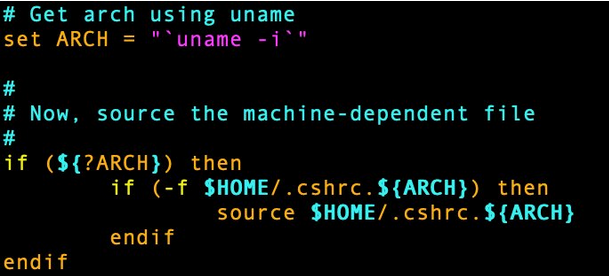 # Get arch using uname
set ARCH = "`uname -i`"
#
# Now, source the machine-dependent file
#
if (${?ARCH}) then
if (-f $HOME/.cshrc.${ARCH}) then
source $HOME/.cshrc.${ARCH}
endif
endif